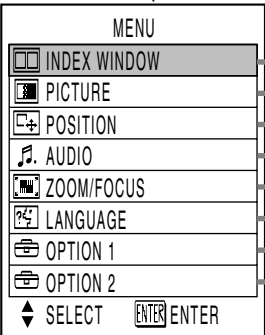 MENU
INDEX WINDOW
PICTURE
POSITION
AUDIO
ZOOM/FOCUS
LANGUAGE
OPTION 1
OPTION 2
SELECT ENTER ENTER